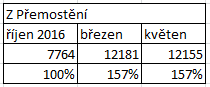 Z Přemostění
říjen 2016 březen květen
7764 12181 12155
100% 157% 157%